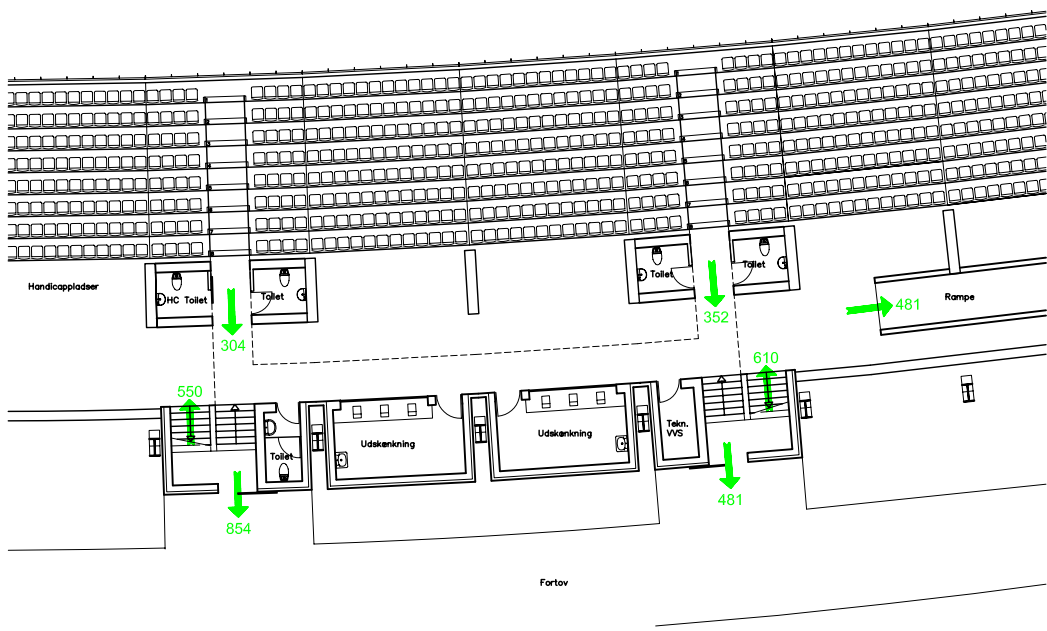 Handicappladser
HC Toilet
Toilet
Toilet
Toilet
Rampe
481
304
352
550
610
Toilet
Udskænkning
Udskænkning
Tekn.
VVS
854
481
Fortov